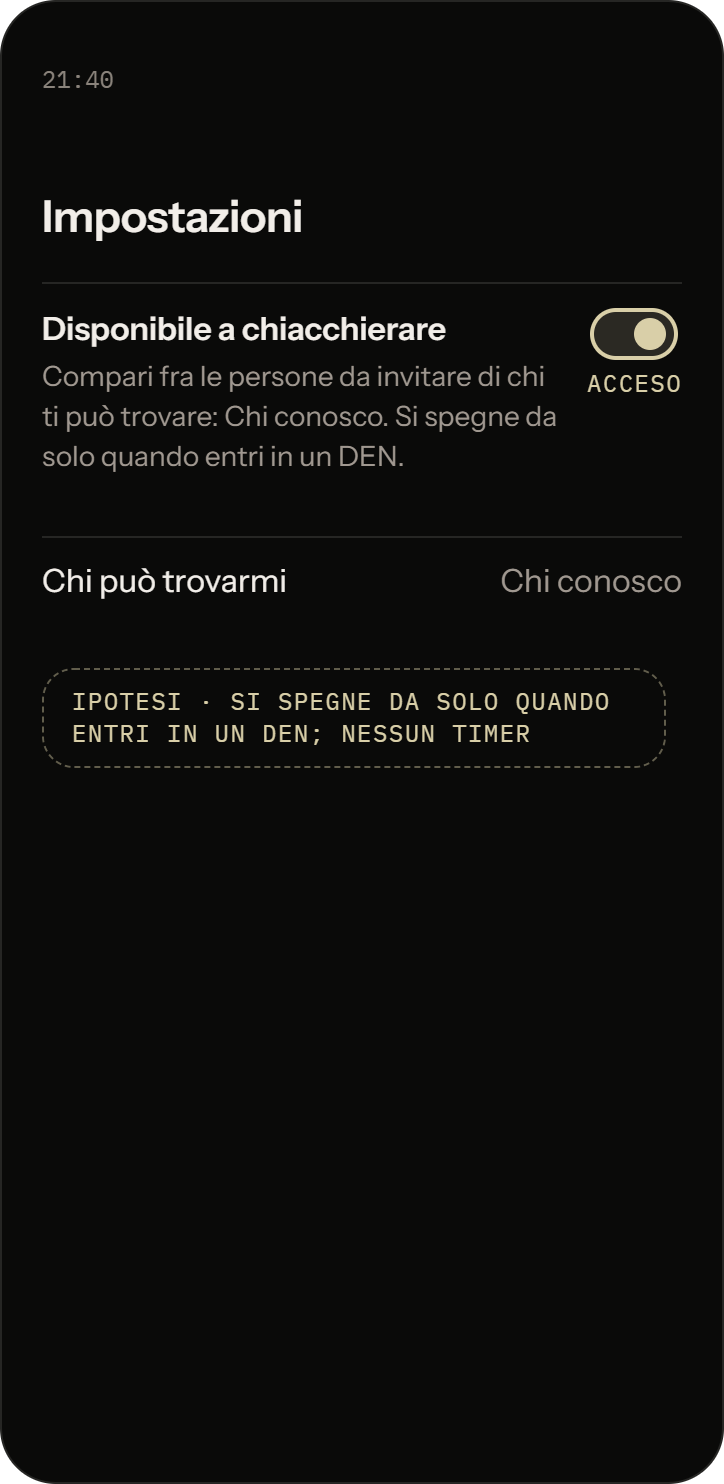 21:40
Impostazioni
Disponibile a chiacchierare
Compari fra le persone da invitare di chi
ti può trovare: Chi conosco. Si spegne da
solo quando entri in un DEN.
ACCESO
Chi può trovarmi
Chi conosco
IPOTESI · SI SPEGNE DA SOLO QUANDO
ENTRI IN UN DEN; NESSUN TIMER